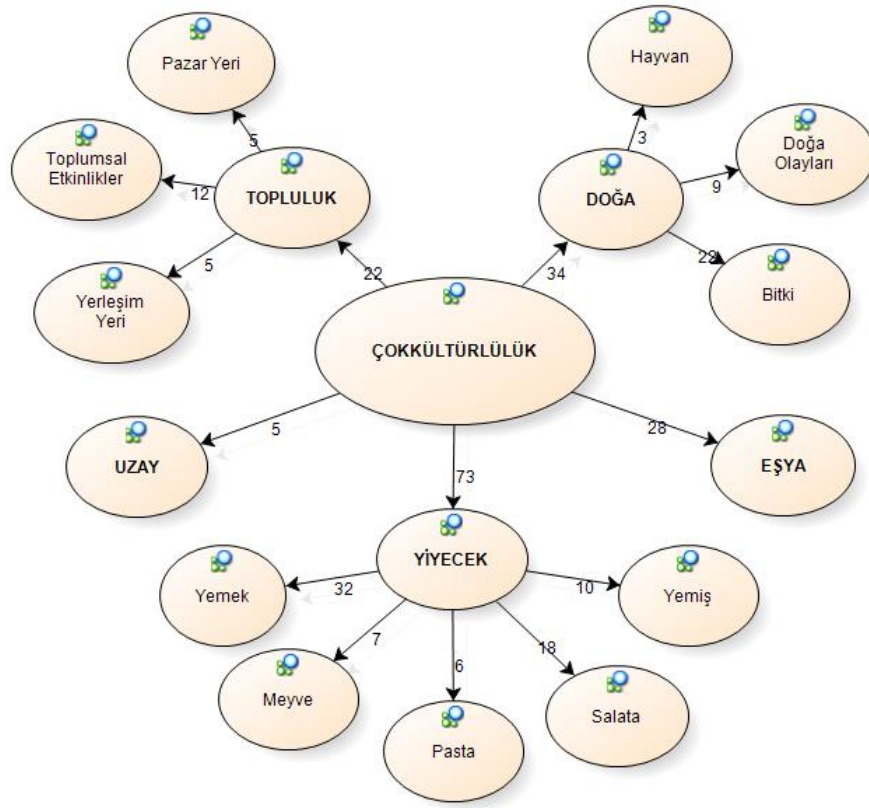 Pazar Yeri
Hayvan
5
3
Toplumsal
Etkinlikler
Doğa
Olayları
12
TOPLULUK
DOĞA
9
5
22
34
22
Yerleşim
Yeri
Bitki
ÇOKKÜLTÜRLÜLÜK
5
28
UZAY
EŞYA
73
YİYECEK
Yemek
32
10
Yemiş
7
6
18
Meyve
Salata
Pasta